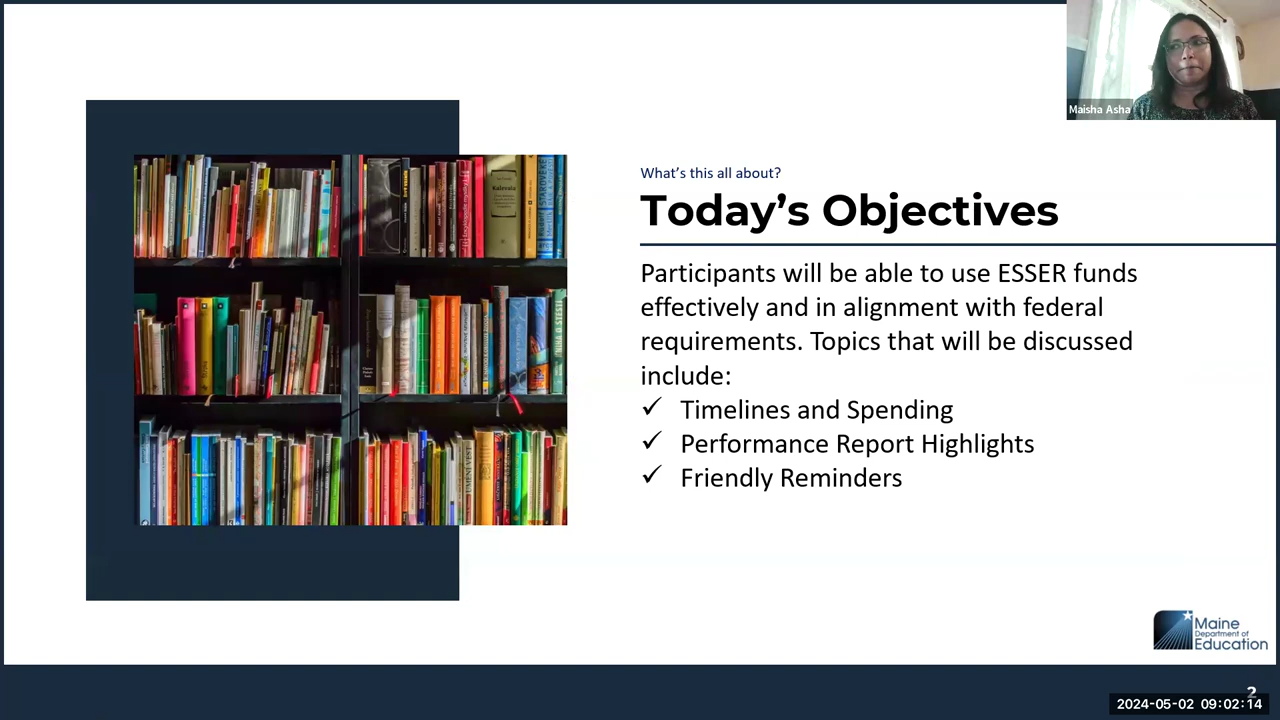 Maisha Asha
What's this all about?
Today's Objectives
Participants will be able to use ESSER funds
effectively and in alignment with federal
requirements. Topics that will be discussed
include:
✓ Timelines and Spending
✓ Performance Report Highlights
✓ Friendly Reminders
Kalevala
Maine
Department of
Education
2
2024-05-02 09:02:14